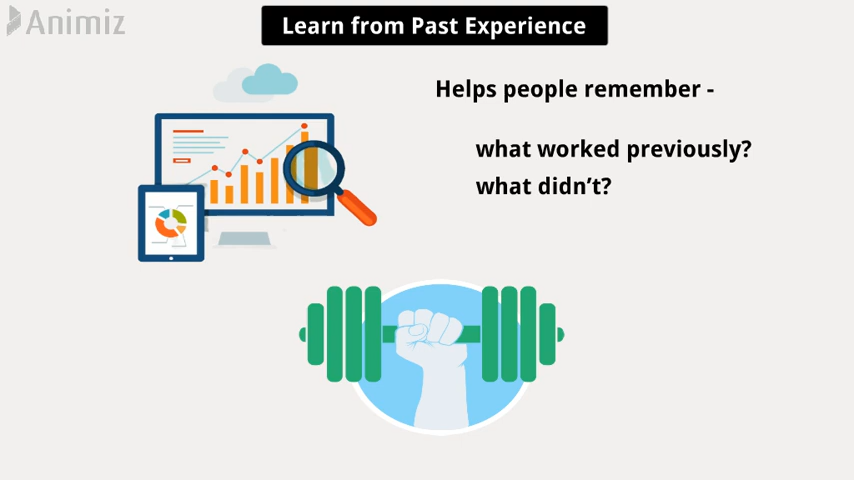 Animiz
Learn from Past Experience
Helps people remember -
what worked previously?
what didn’t?